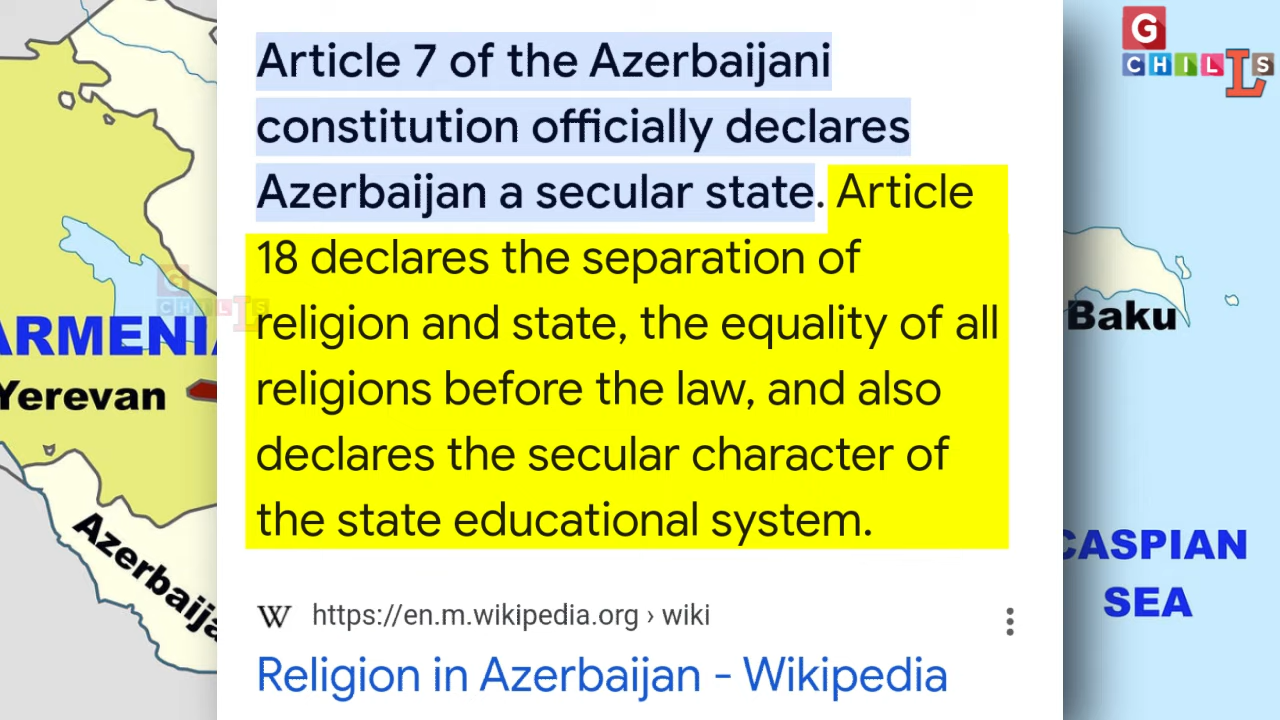 Article 7 of the Azerbaijani
constitution officially declares
Azerbaijan a secular state. Article
18 declares the separation of
religion and state, the equality of all
religions before the law, and also
declares the secular character of
the state educational system.
https://en.m.wikipedia.org › wiki
Religion in Azerbaijan - Wikipedia
G
CHILLS
G
CHILLS
ARMENI
Yerevan
Azerbaija
Baku
CASPIAN
SEA